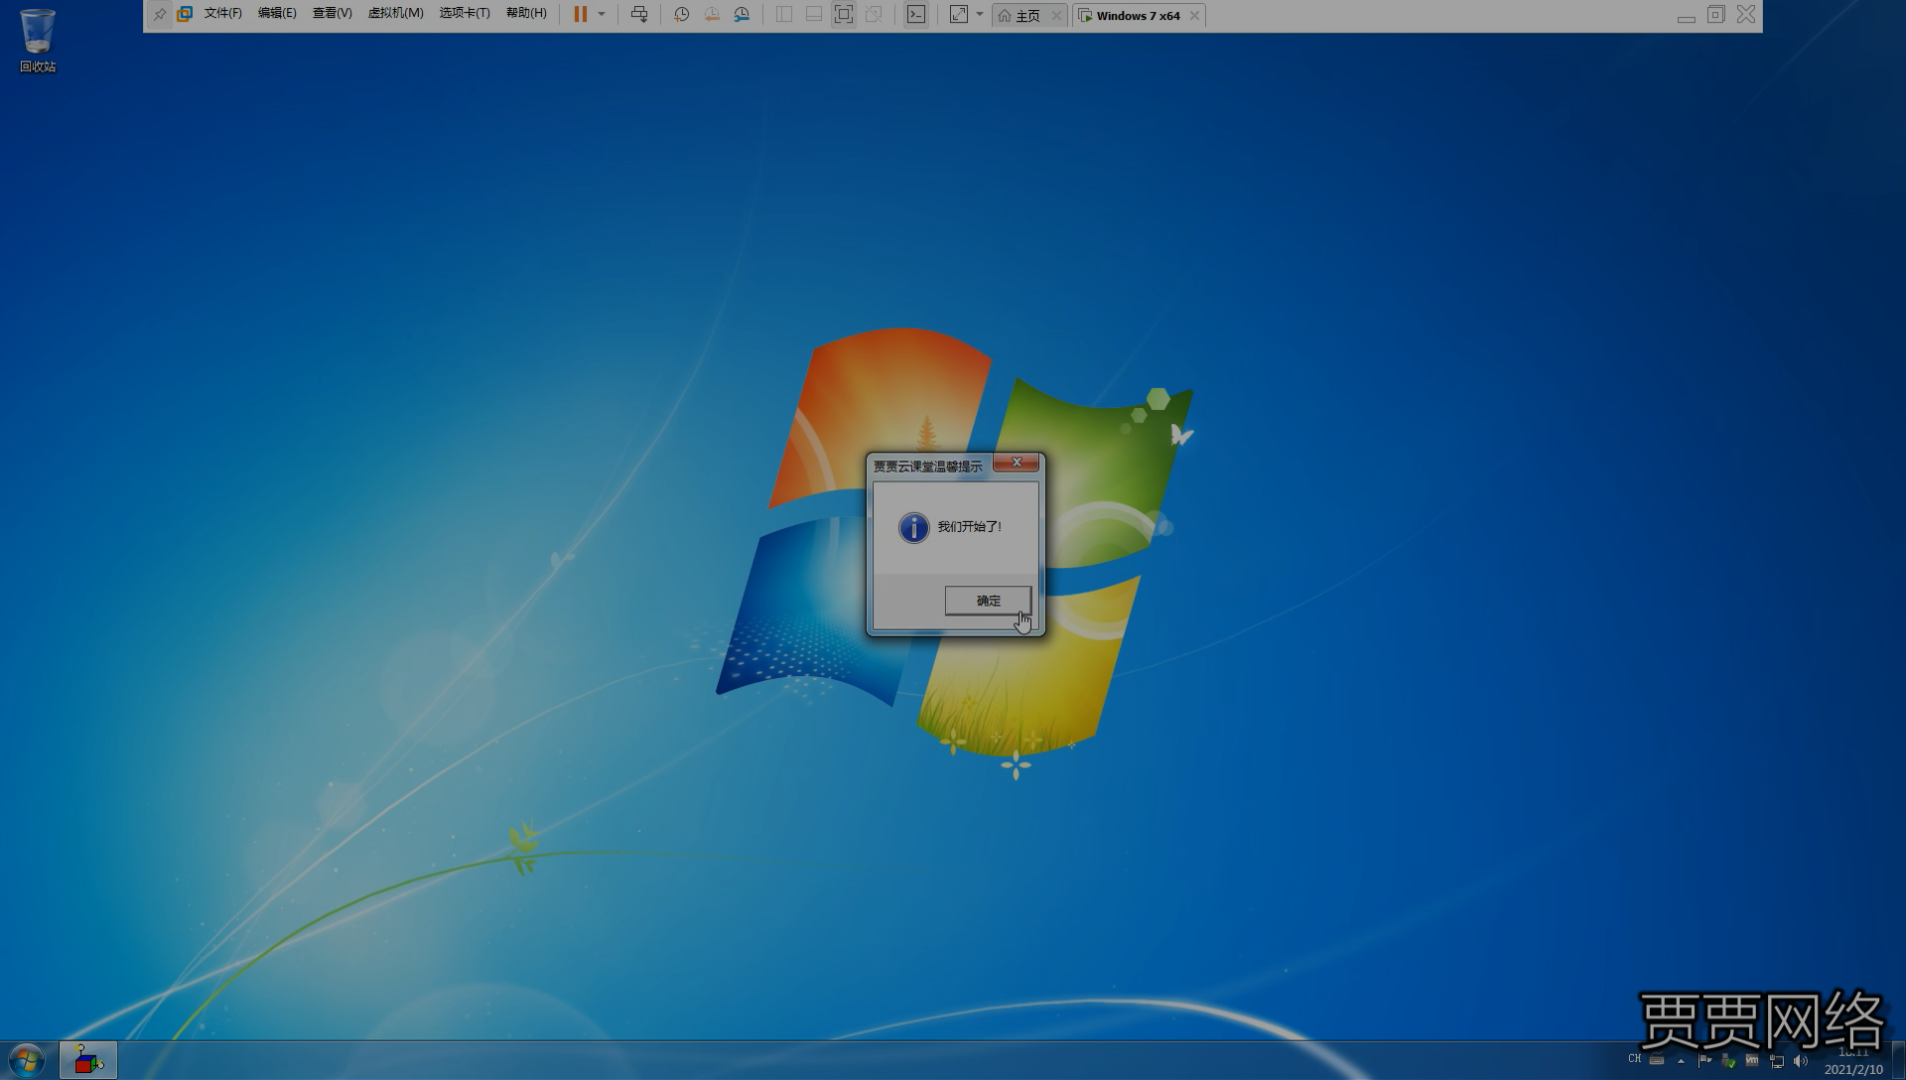 文件(F) 编辑(E) 查看(V) 虚拟机(M) 选项卡(T) 帮助(H) 主页 Windows 7 x64
回收站
贾贾云课堂温馨提示
我们开始了!
确定
贾贾网络
CH
2021/2/10